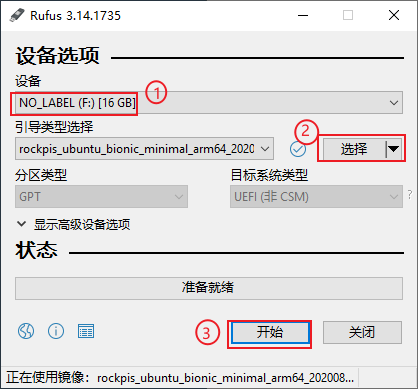 Rufus 3.14.1735
设备选项
设备
NO_LABEL (F:) [16 GB]
1
引导类型选择
2
rockpis_ubuntu_bionic_minimal_arm64_2020
选择
分区类型
目标系统类型
GPT
UEFI (非 CSM)
?
显示高级设备选项
状态
准备就绪
3
开始
关闭
正在使用镜像：rockpis_ubuntu_bionic_minimal_arm64_202008...